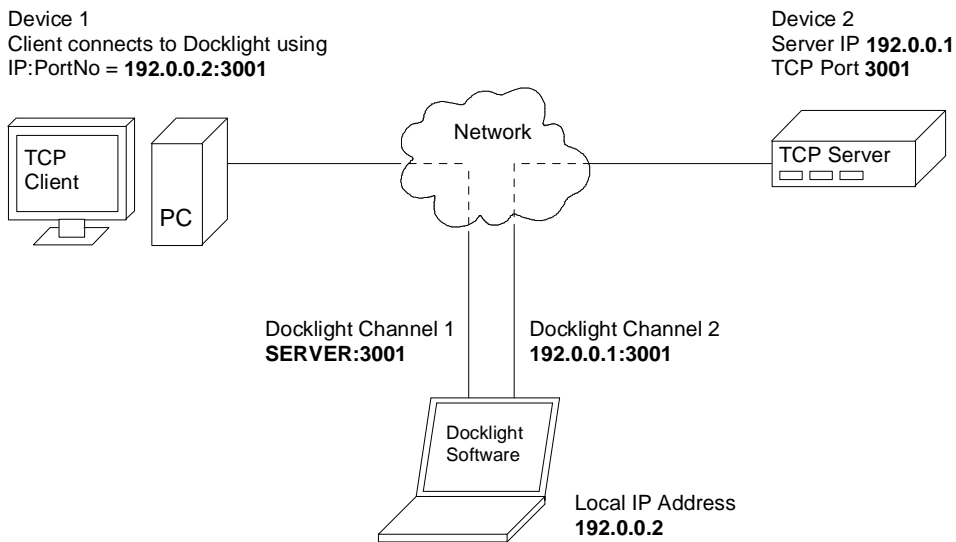 Device 1
Client connects to Docklight using
IP:PortNo = 192.0.0.2:3001
Device 2
Server IP 192.0.0.1
TCP Port 3001
TCP
Client
PC
Network
TCP Server
Docklight Channel 1
SERVER:3001
Docklight Channel 2
192.0.0.1:3001
Docklight
Software
Local IP Address
192.0.0.2